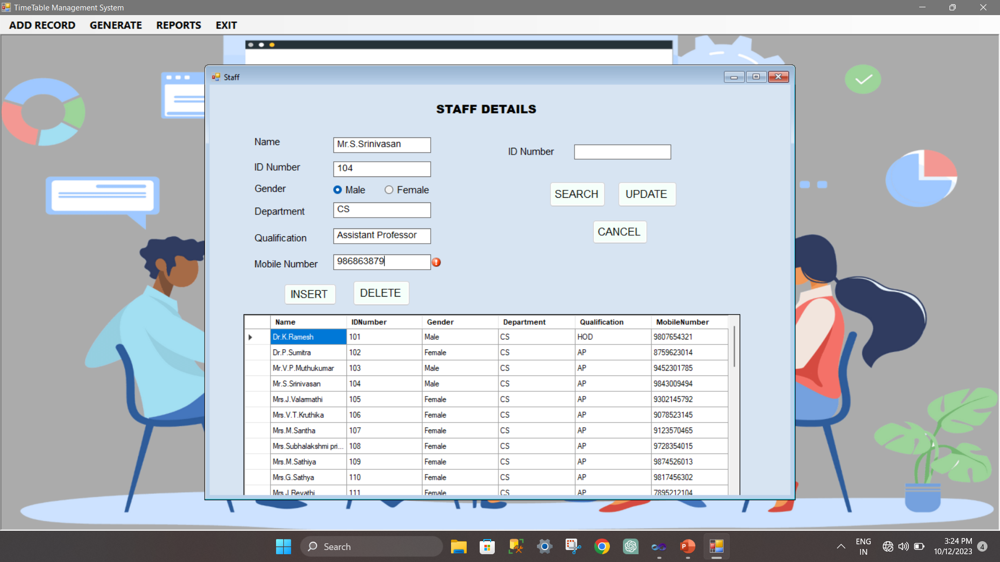 TimeTable Management System
ADD RECORD GENERATE REPORTS EXIT
Staff
STAFF DETAILS
Name Mr.S.Srinivasan
ID Number
ID Number 104
Gender Male Female
Department CS
SEARCH UPDATE
Qualification Assistant Professor
CANCEL
Mobile Number 986863879
INSERT DELETE
Name IDNumber Gender Department Qualification MobileNumber
Dr.K.Ramesh 101 Male CS HOD 9807654321
Dr.P.Sumitra 102 Female CS AP 8759623014
Mr.V.P.Muthukumar 103 Male CS AP 9452301785
Mr.S.Srinivasan 104 Male CS AP 9843009494
Mrs.J.Valarmathi 105 Female CS AP 9302145792
Mrs.V.T.Kruthika 106 Female CS AP 9078523145
Mrs.M.Santha 107 Female CS AP 9123570465
Mrs.Subhalakshmi pri... 108 Female CS AP 9728354015
Mrs.M.Sathiya 109 Female CS AP 9874526013
Mrs.G.Sathya 110 Female CS AP 9817456302
Mrs.J.Revathi 111 Female CS AP 7895212104
Search
ENG
IN
3:24 PM
10/12/2023
4